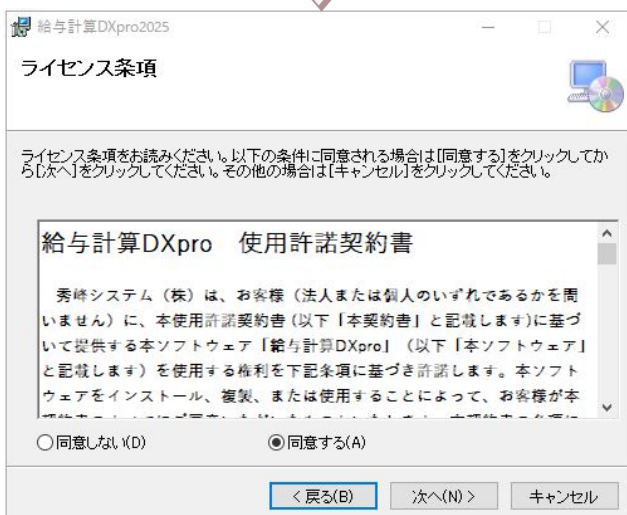 給与計算DXpro2025
ライセンス条項
ライセンス条項をお読みください。以下の条件に同意される場合は[同意する]をクリックしてか
ら[次へ]をクリックしてください。その他の場合は[キャンセル]をクリックしてください。
給与計算DXpro　使用許諾契約書
秀峰システム（株）は、お客様（法人または個人のいずれであるかを問
いません）に、本使用許諾契約書(以下「本契約書」と記載します)に基づ
いて提供する本ソフトウェア「給与計算DXpro」（以下「本ソフトウェア」
と記載します）を使用する権利を下記条項に基づき許諾します。本ソフト
ウェアをインストール、複製、または使用することによって、お客様が本
同意しない(D)
同意する(A)
< 戻る(B)
次へ(N) >
キャンセル